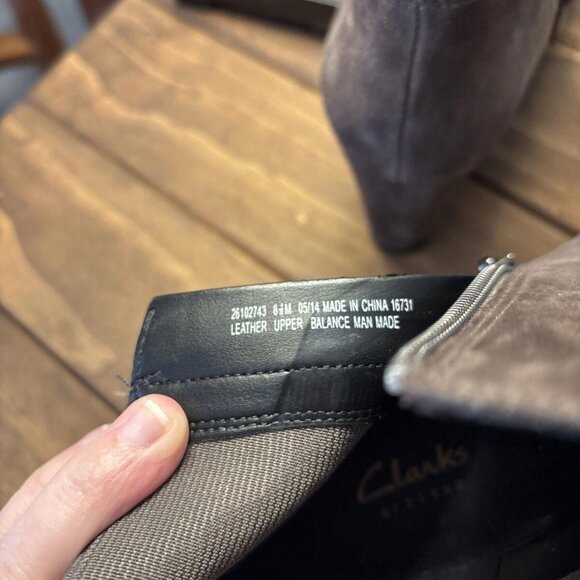 26102743 8½M 05/14 MADE IN CHINA 16731
LEATHER UPPER BALANCE MAN MADE
Clarks